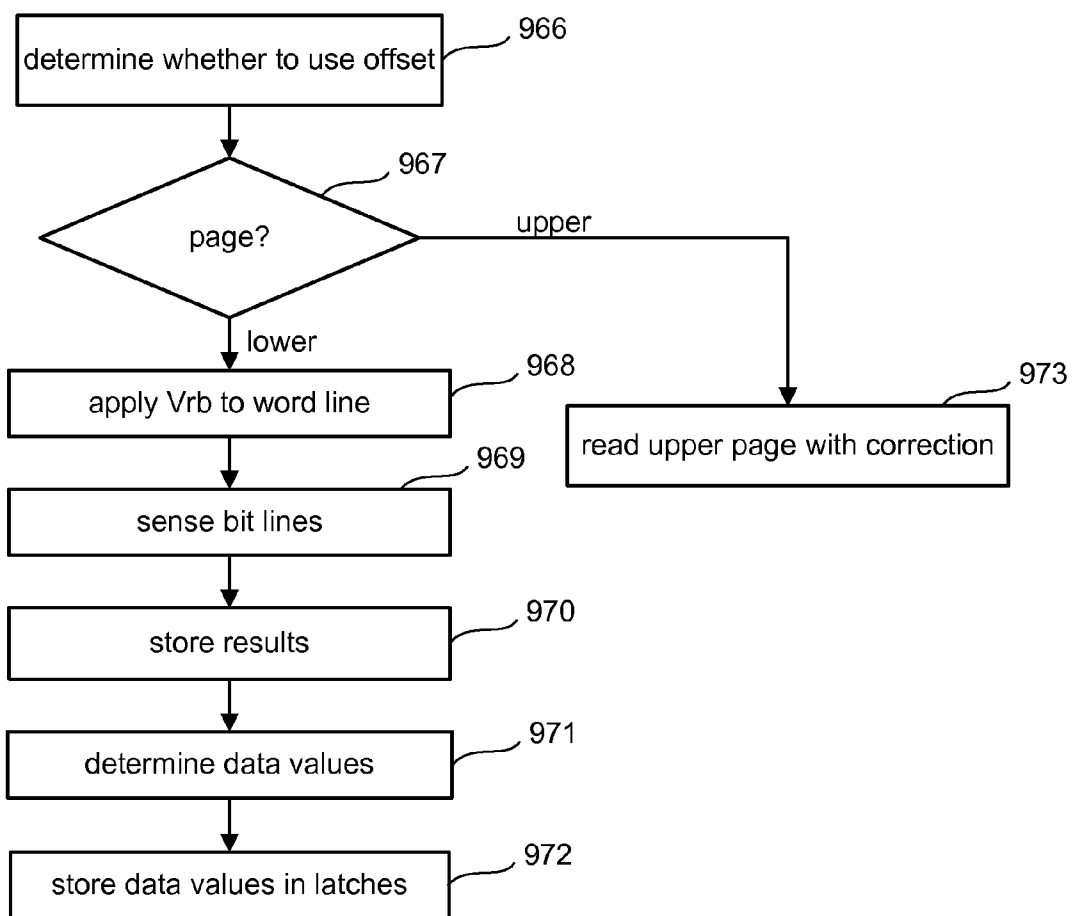 966
determine whether to use offset
967
page?
upper
lower
968
apply Vrb to word line
973
read upper page with correction
969
sense bit lines
970
store results
971
determine data values
972
store data values in latches